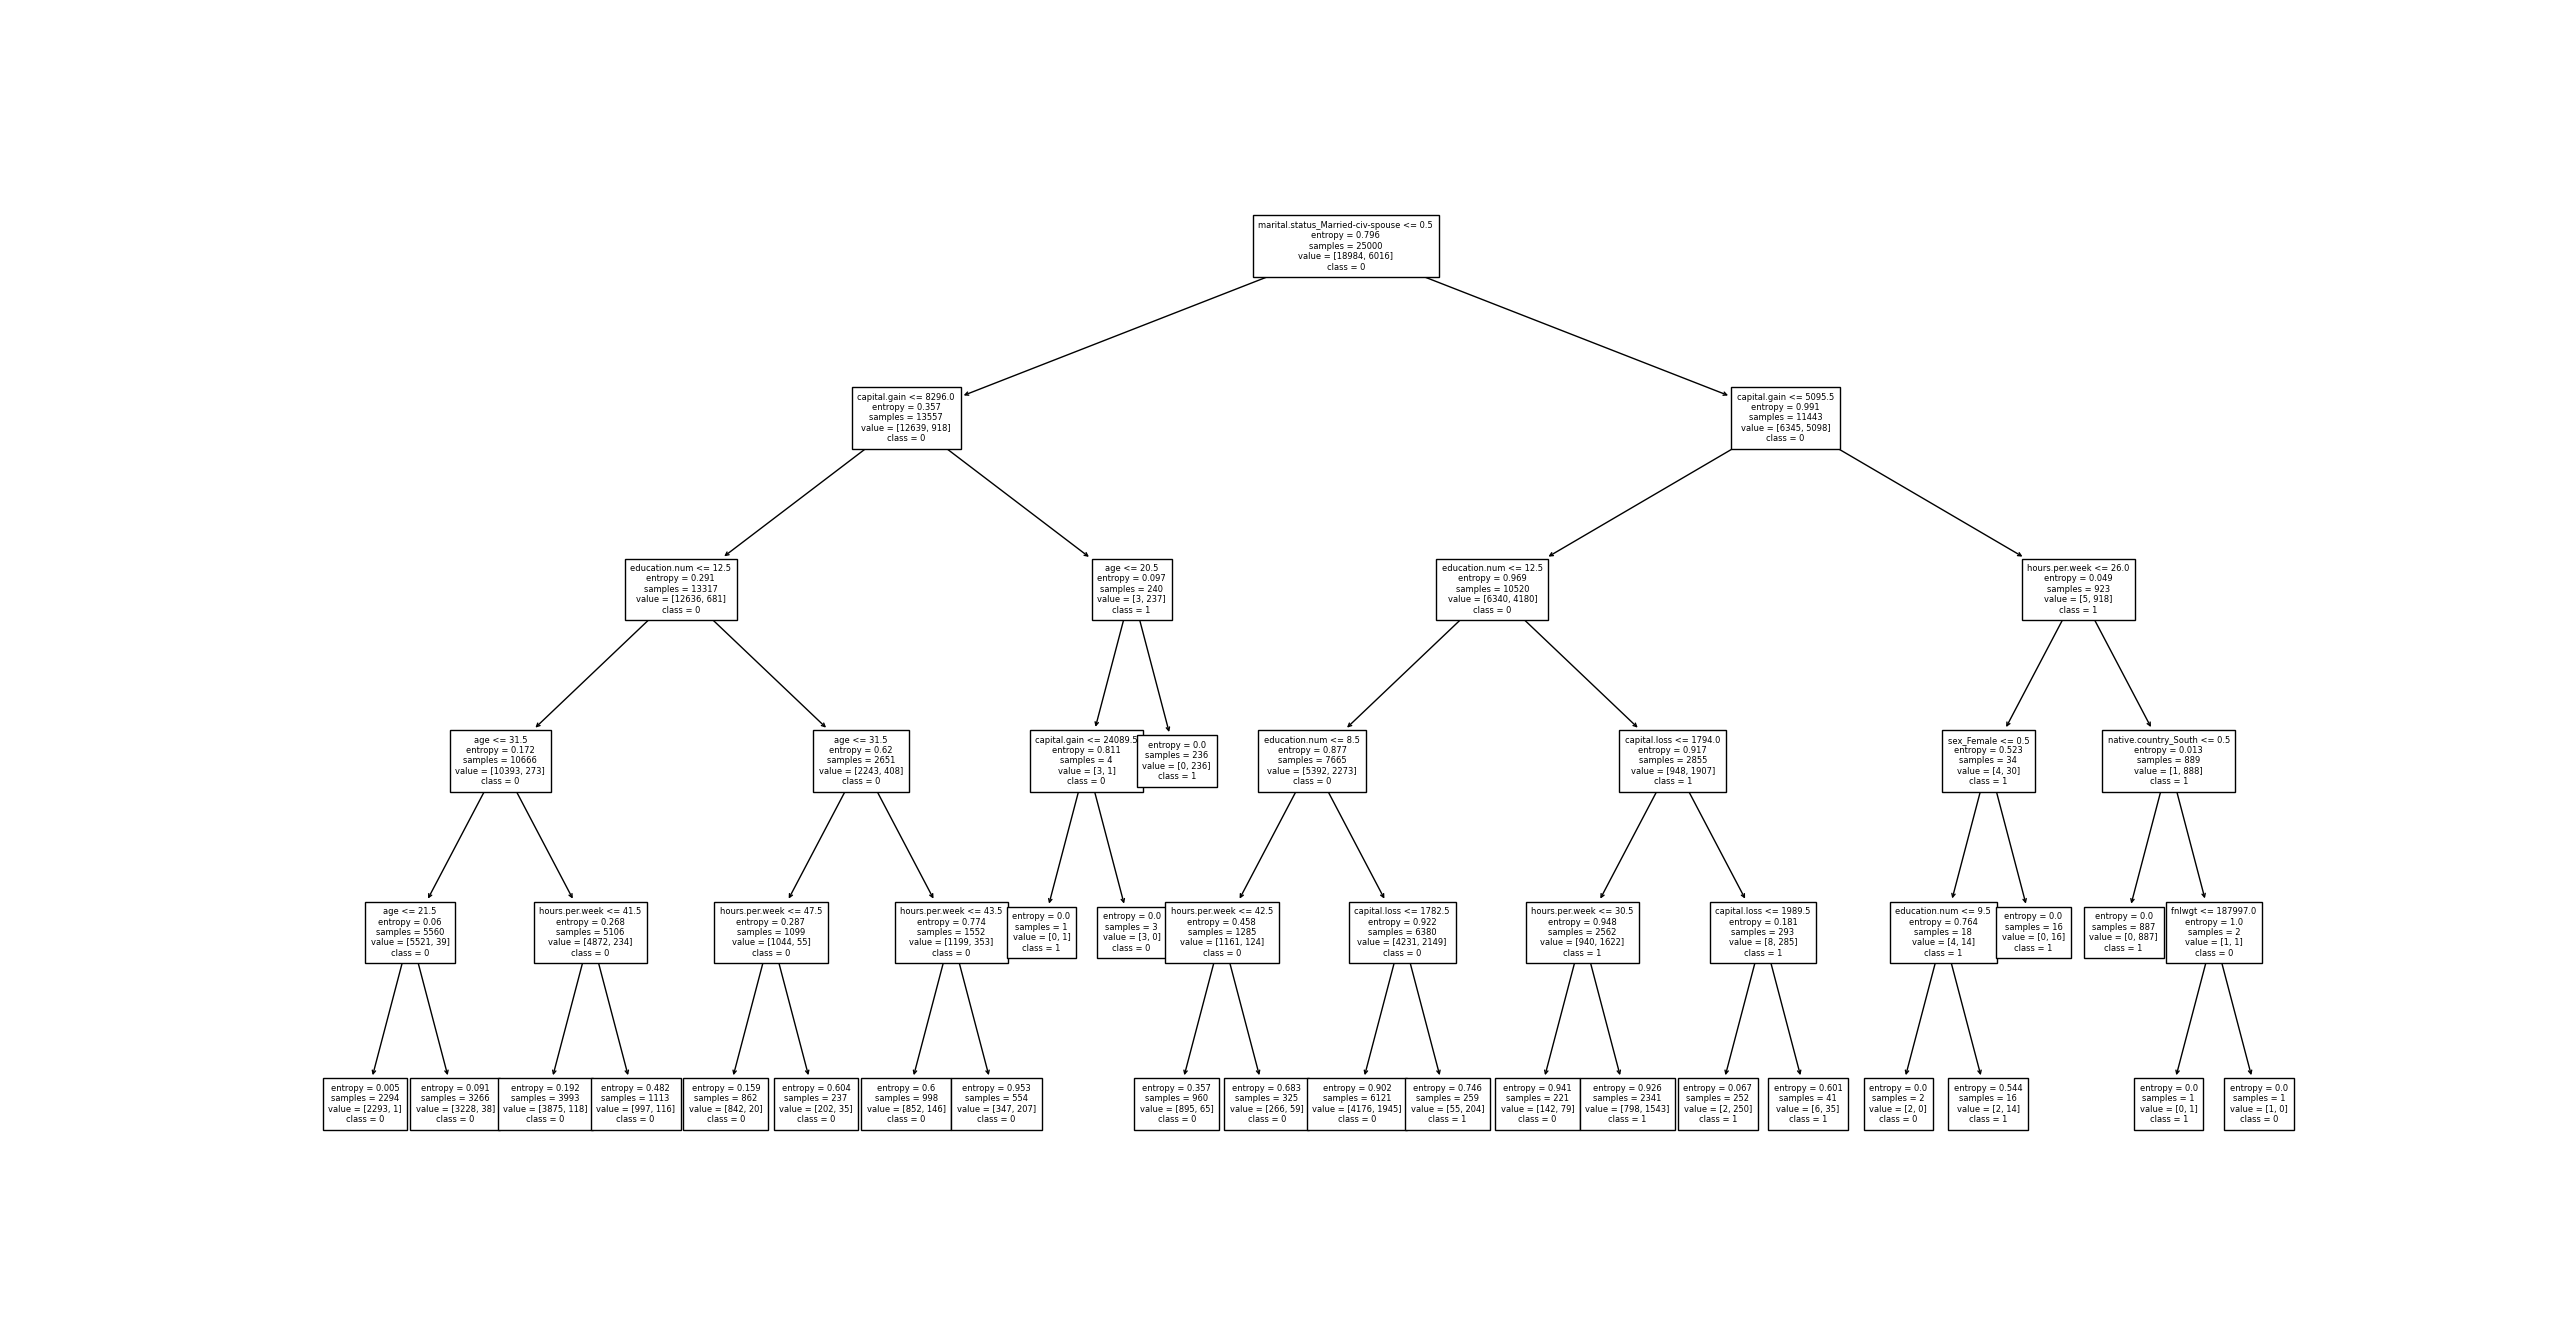 marital.status_Married-civ-spouse <= 0.5
entropy = 0.796
samples = 25000
value = [18984, 6016]
class = 0
capital.gain <= 8296.0
entropy = 0.357
samples = 13557
value = [12639, 918]
class = 0
capital.gain <= 5095.5
entropy = 0.991
samples = 11443
value = [6345, 5098]
class = 0
education.num <= 12.5
entropy = 0.291
samples = 13317
value = [12636, 681]
class = 0
age <= 20.5
entropy = 0.097
samples = 240
value = [3, 237]
class = 1
education.num <= 12.5
entropy = 0.969
samples = 10520
value = [6340, 4180]
class = 0
hours.per.week <= 26.0
entropy = 0.049
samples = 923
value = [5, 918]
class = 1
age <= 31.5
entropy = 0.172
samples = 10666
value = [10393, 273]
class = 0
age <= 31.5
entropy = 0.62
samples = 2651
value = [2243, 408]
class = 0
capital.gain <= 24089.5
entropy = 0.811
samples = 4
value = [3, 1]
class = 0
entropy = 0.0
samples = 236
value = [0, 236]
class = 1
education.num <= 8.5
entropy = 0.877
samples = 7665
value = [5392, 2273]
class = 0
capital.loss <= 1794.0
entropy = 0.917
samples = 2855
value = [948, 1907]
class = 1
sex_Female <= 0.5
entropy = 0.523
samples = 34
value = [4, 30]
class = 1
native.country_South <= 0.5
entropy = 0.013
samples = 889
value = [1, 888]
class = 1
age <= 21.5
entropy = 0.06
samples = 5560
value = [5521, 39]
class = 0
hours.per.week <= 41.5
entropy = 0.268
samples = 5106
value = [4872, 234]
class = 0
hours.per.week <= 47.5
entropy = 0.287
samples = 1099
value = [1044, 55]
class = 0
hours.per.week <= 43.5
entropy = 0.774
samples = 1552
value = [1199, 353]
class = 0
entropy = 0.0
samples = 1
value = [0, 1]
class = 1
entropy = 0.0
samples = 3
value = [3, 0]
class = 0
hours.per.week <= 42.5
entropy = 0.458
samples = 1285
value = [1161, 124]
class = 0
capital.loss <= 1782.5
entropy = 0.922
samples = 6380
value = [4231, 2149]
class = 0
hours.per.week <= 30.5
entropy = 0.948
samples = 2562
value = [940, 1622]
class = 1
capital.loss <= 1989.5
entropy = 0.181
samples = 293
value = [8, 285]
class = 1
education.num <= 9.5
entropy = 0.764
samples = 18
value = [4, 14]
class = 1
entropy = 0.0
samples = 16
value = [0, 16]
class = 1
entropy = 0.0
samples = 887
value = [0, 887]
class = 1
fnlwgt <= 187997.0
entropy = 1.0
samples = 2
value = [1, 1]
class = 0
entropy = 0.005
samples = 2294
value = [2293, 1]
class = 0
entropy = 0.091
samples = 3266
value = [3228, 38]
class = 0
entropy = 0.192
samples = 3993
value = [3875, 118]
class = 0
entropy = 0.482
samples = 1113
value = [997, 116]
class = 0
entropy = 0.159
samples = 862
value = [842, 20]
class = 0
entropy = 0.604
samples = 237
value = [202, 35]
class = 0
entropy = 0.6
samples = 998
value = [852, 146]
class = 0
entropy = 0.953
samples = 554
value = [347, 207]
class = 0
entropy = 0.357
samples = 960
value = [895, 65]
class = 0
entropy = 0.683
samples = 325
value = [266, 59]
class = 0
entropy = 0.902
samples = 6121
value = [4176, 1945]
class = 0
entropy = 0.746
samples = 259
value = [55, 204]
class = 1
entropy = 0.941
samples = 221
value = [142, 79]
class = 0
entropy = 0.926
samples = 2341
value = [798, 1543]
class = 1
entropy = 0.067
samples = 252
value = [2, 250]
class = 1
entropy = 0.601
samples = 41
value = [6, 35]
class = 1
entropy = 0.0
samples = 2
value = [2, 0]
class = 0
entropy = 0.544
samples = 16
value = [2, 14]
class = 1
entropy = 0.0
samples = 1
value = [0, 1]
class = 1
entropy = 0.0
samples = 1
value = [1, 0]
class = 0